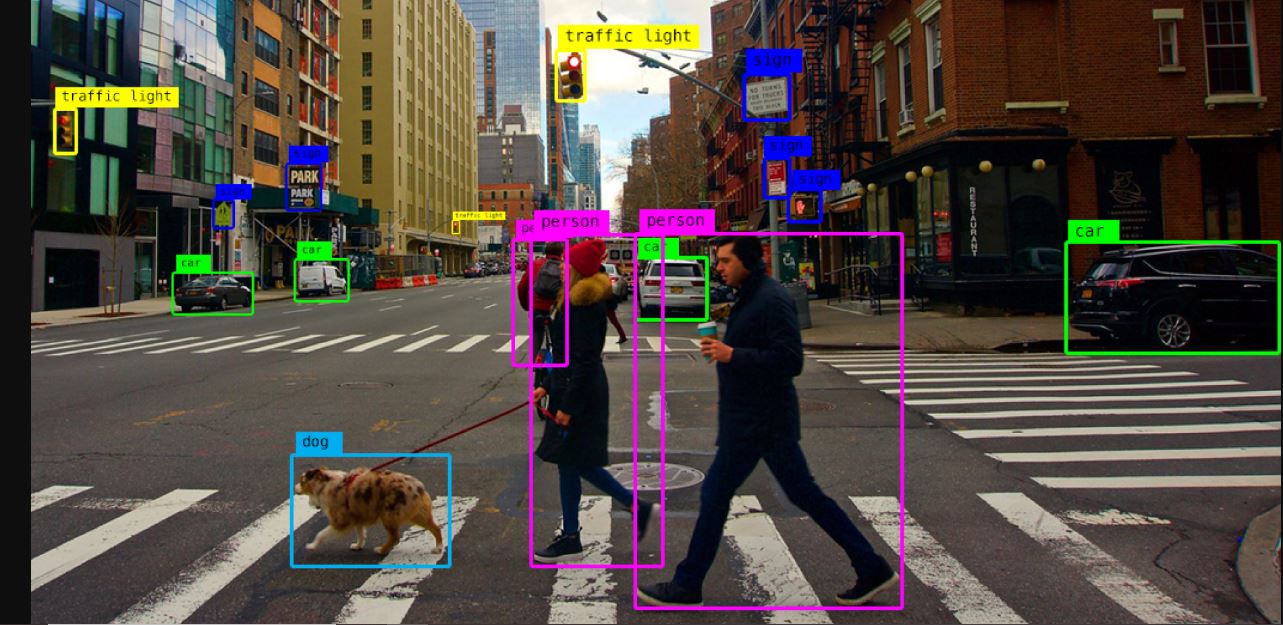 traffic light
sign
traffic light
NO TURNS
FOR TRUCKS
sign
sign
PARK
PARK
sign
sign
traffic light
person
person
RESTAURANT
PARK
car
car
car
car
dog